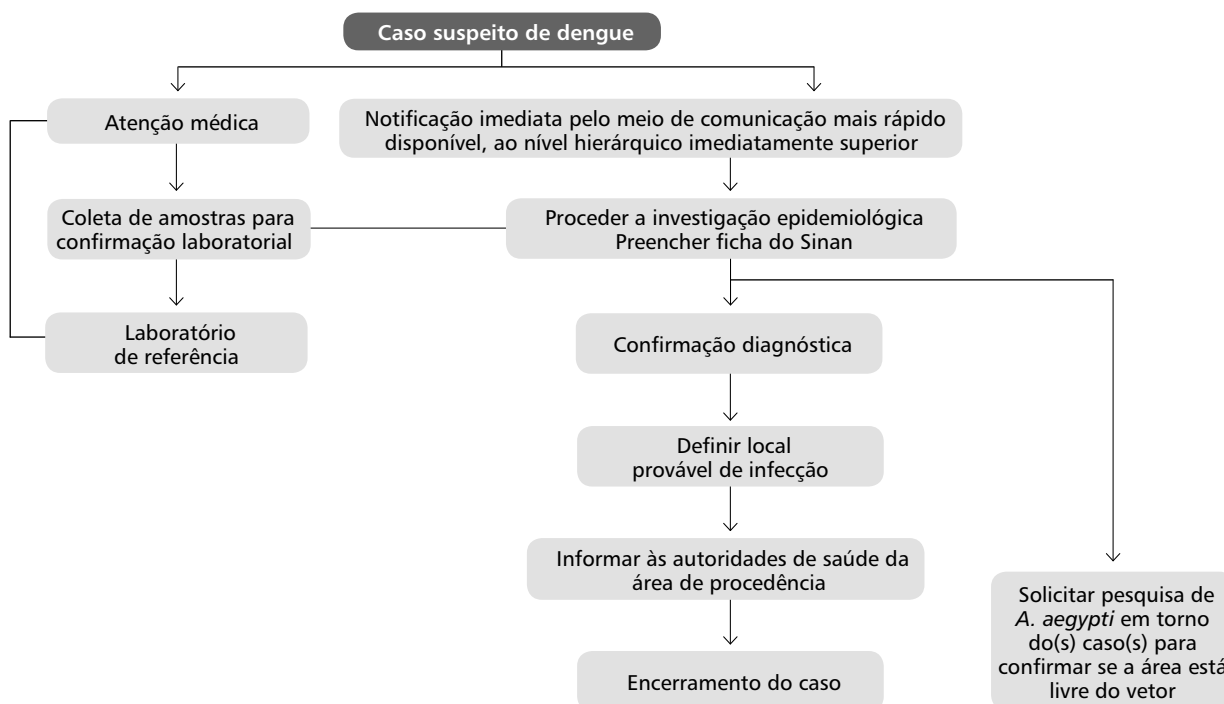 Caso suspeito de dengue
Atenção médica
Notificação imediata pelo meio de comunicação mais rápido
disponível, ao nível hierárquico imediatamente superior
Coleta de amostras para
confirmação laboratorial
Proceder a investigação epidemiológica
Preencher ficha do Sinan
Laboratório
de referência
Confirmação diagnóstica
Definir local
provável de infecção
Informar às autoridades de saúde da
área de procedência
Encerramento do caso
Solicitar pesquisa de
A. aegypti em torno
do(s) caso(s) para
confirmar se a área está
livre do vetor